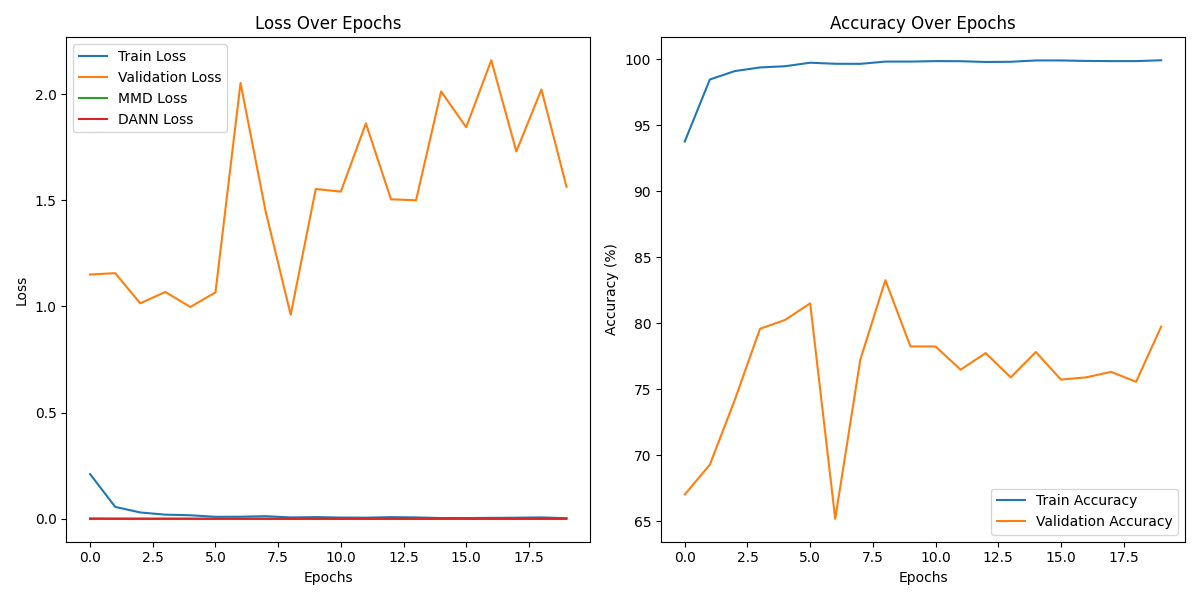 Loss Over Epochs
Train Loss
Validation Loss
MMD Loss
DANN Loss
2.0
1.5
1.0
0.5
0.0
Loss
0.0 2.5 5.0 7.5 10.0 12.5 15.0 17.5
Epochs
Accuracy Over Epochs
100
95
90
85
80
75
70
65
Accuracy (%)
Train Accuracy
Validation Accuracy
0.0 2.5 5.0 7.5 10.0 12.5 15.0 17.5
Epochs